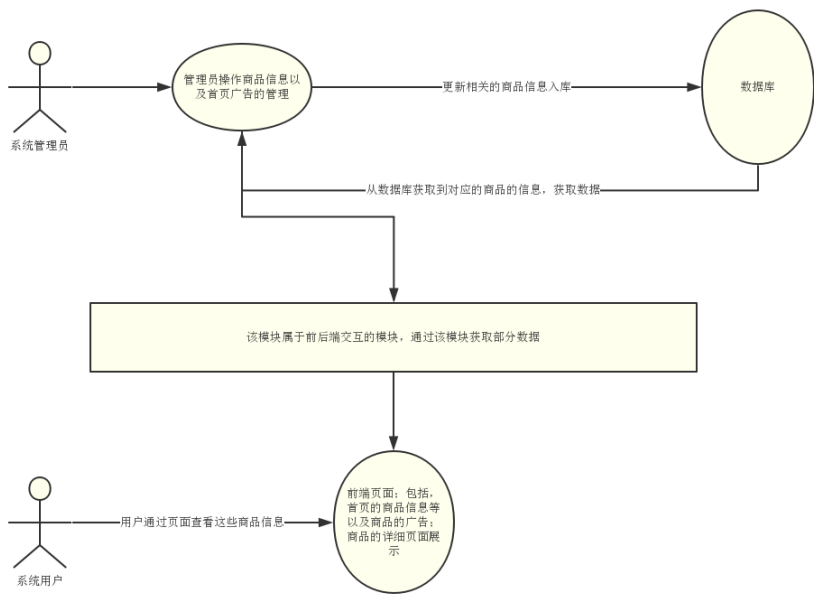 管理员操作商品信息以
及首页广告的管理
更新相关的商品信息入库
数据库
系统管理员
从数据库获取到对应的商品的信息，获取数据
该模块属于前后端交互的模块，通过该模块获取部分数据
前端页面：包括，
首页的商品信息等
以及商品的广告；
商品的详细页面展
示
用户通过页面查看这些商品信息
系统用户